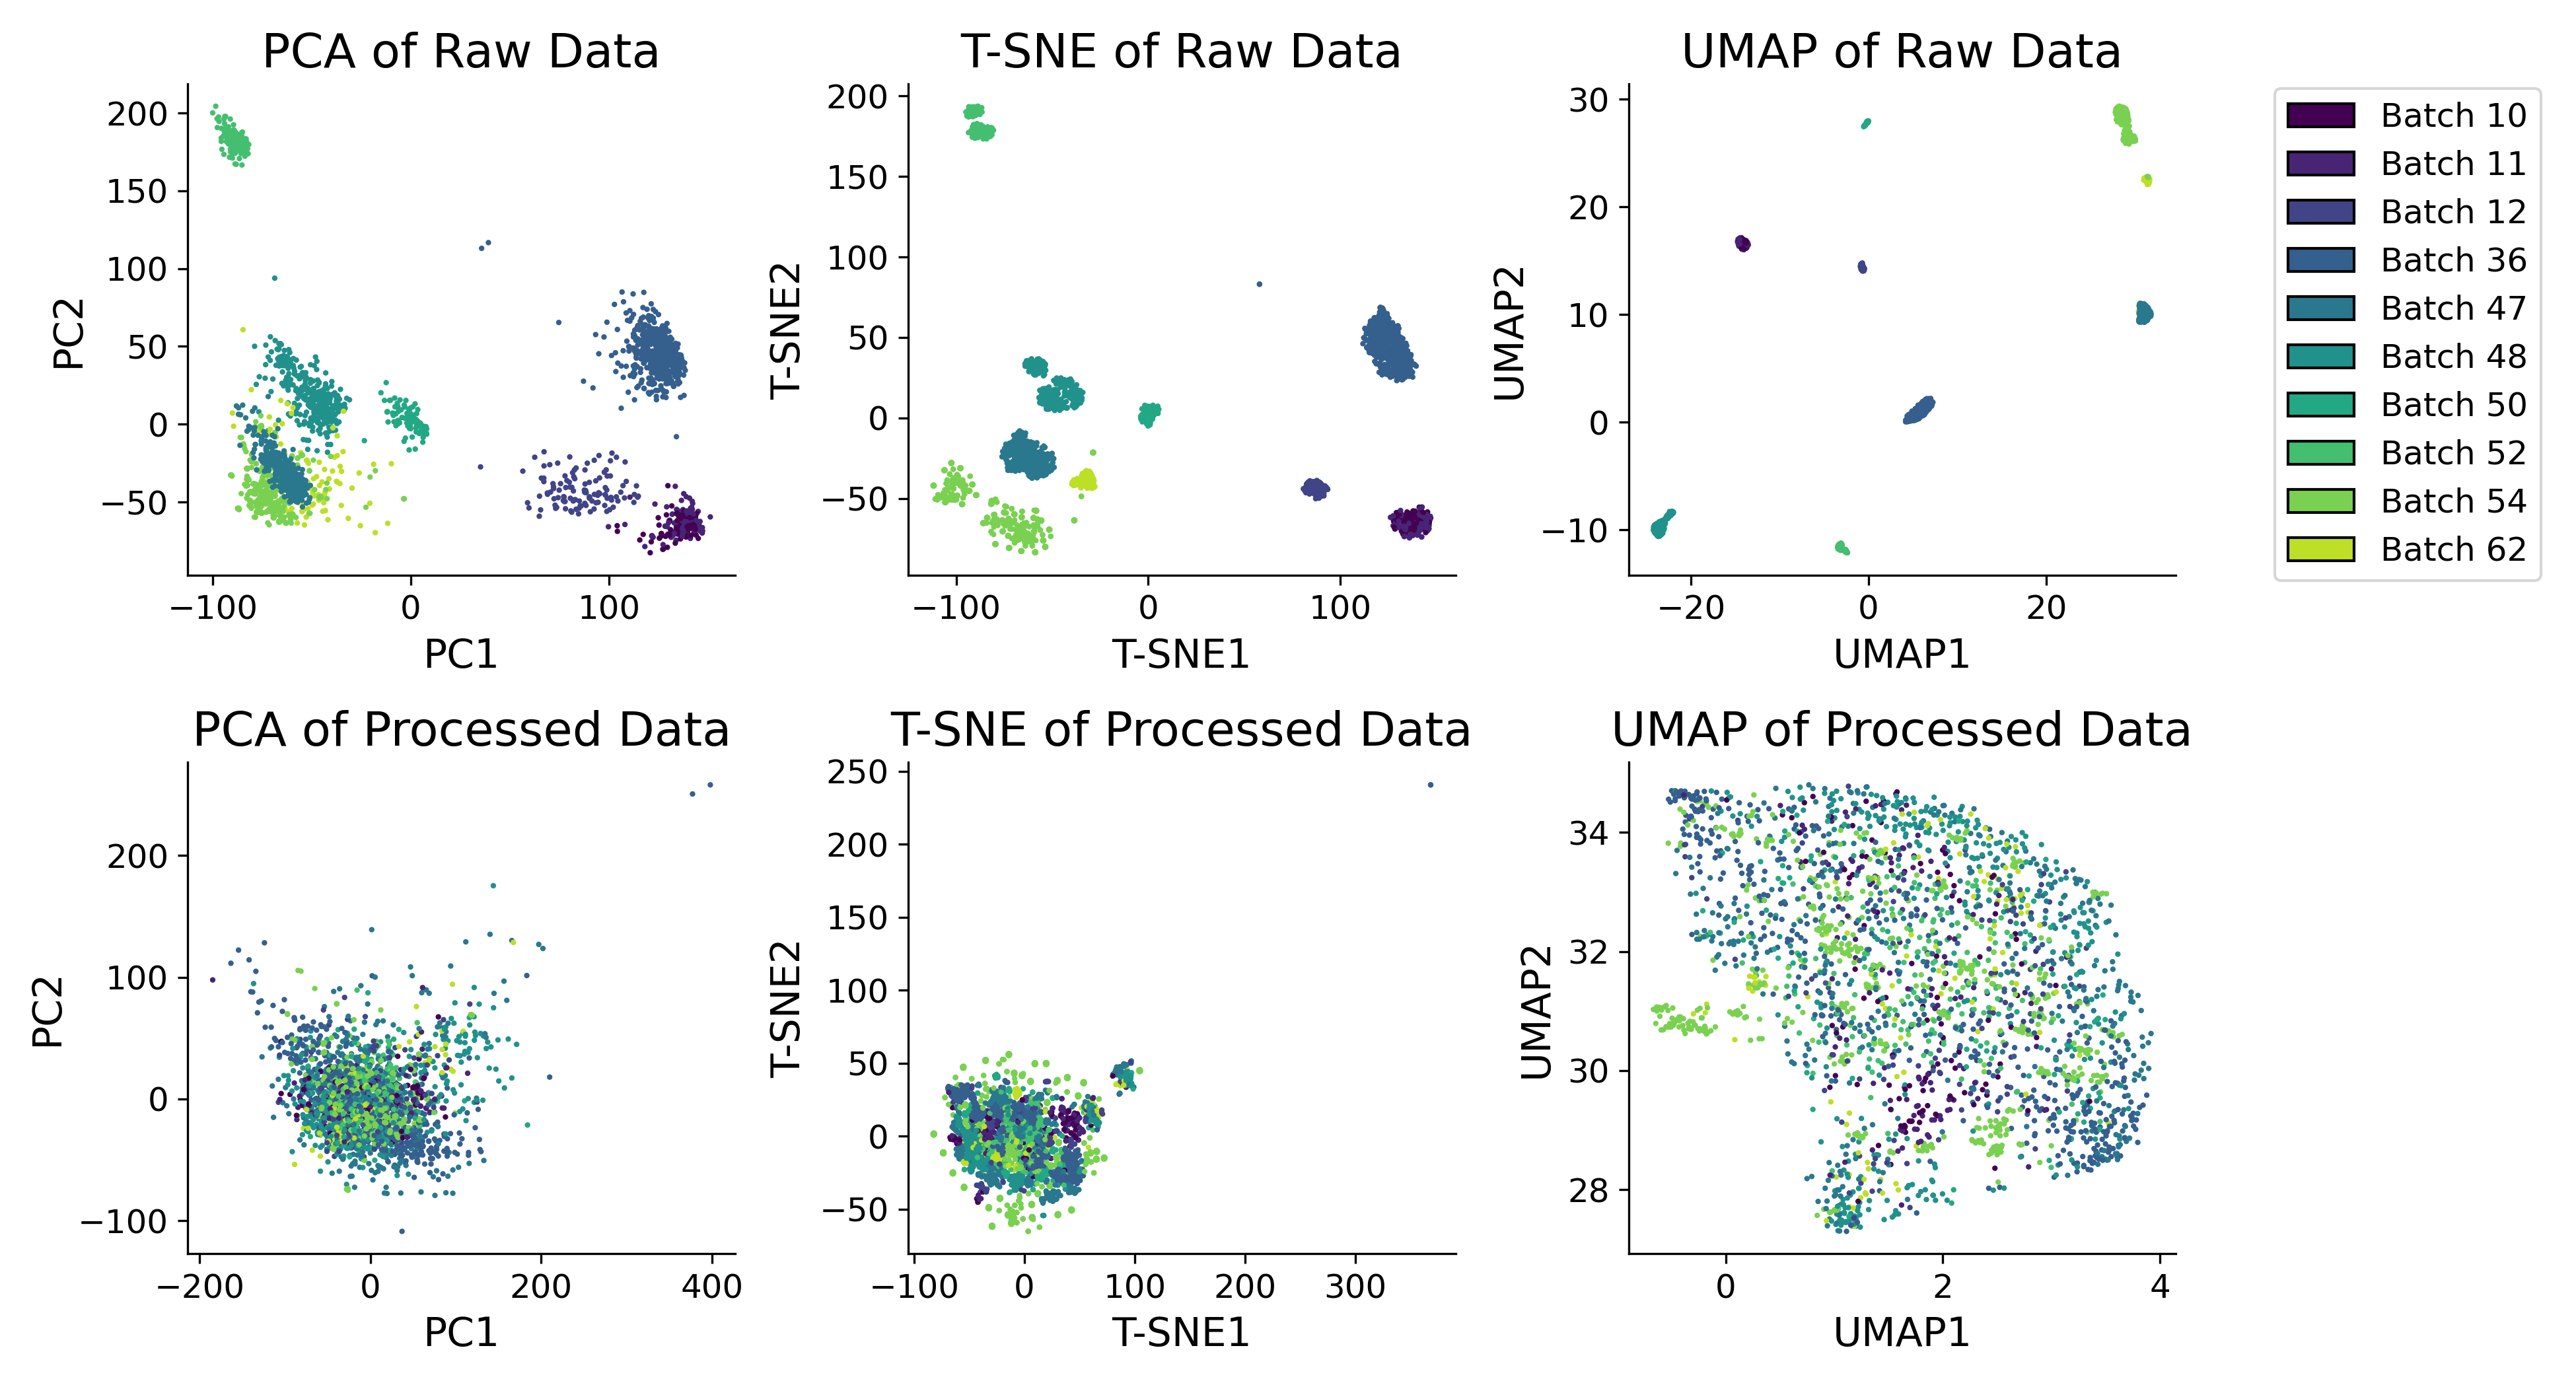 PCA of Raw Data
200
150
100
50
0
−50
PC2
−100 0 100
PC1
T-SNE of Raw Data
200
150
100
50
0
−50
T-SNE2
−100 0 100
T-SNE1
UMAP of Raw Data
30
20
10
0
−10
UMAP2
−20 0 20
UMAP1
Batch 10
Batch 11
Batch 12
Batch 36
Batch 47
Batch 48
Batch 50
Batch 52
Batch 54
Batch 62
PCA of Processed Data
200
100
0
−100
PC2
−200 0 200 400
PC1
T-SNE of Processed Data
250
200
150
100
50
0
−50
T-SNE2
−100 0 100 200 300
T-SNE1
UMAP of Processed Data
34
32
30
28
UMAP2
0 2 4
UMAP1